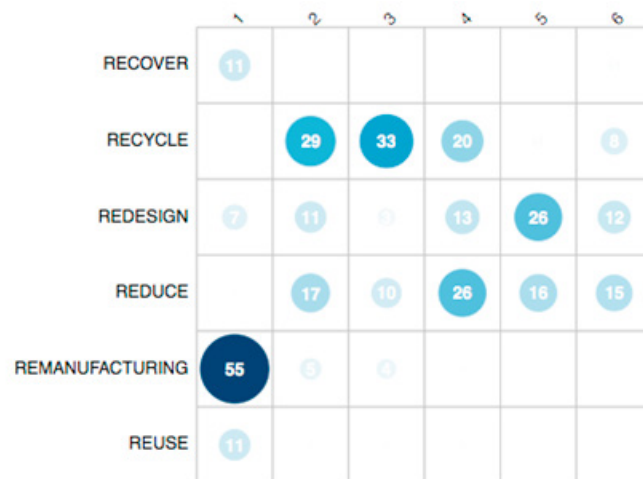 1 2 3 4 5 6
RECOVER 11
RECYCLE 29 33 20 8
REDESIGN 7 11 3 13 26 12
REDUCE 17 10 26 16 15
REMANUFACTURING 55 5 4
REUSE 11